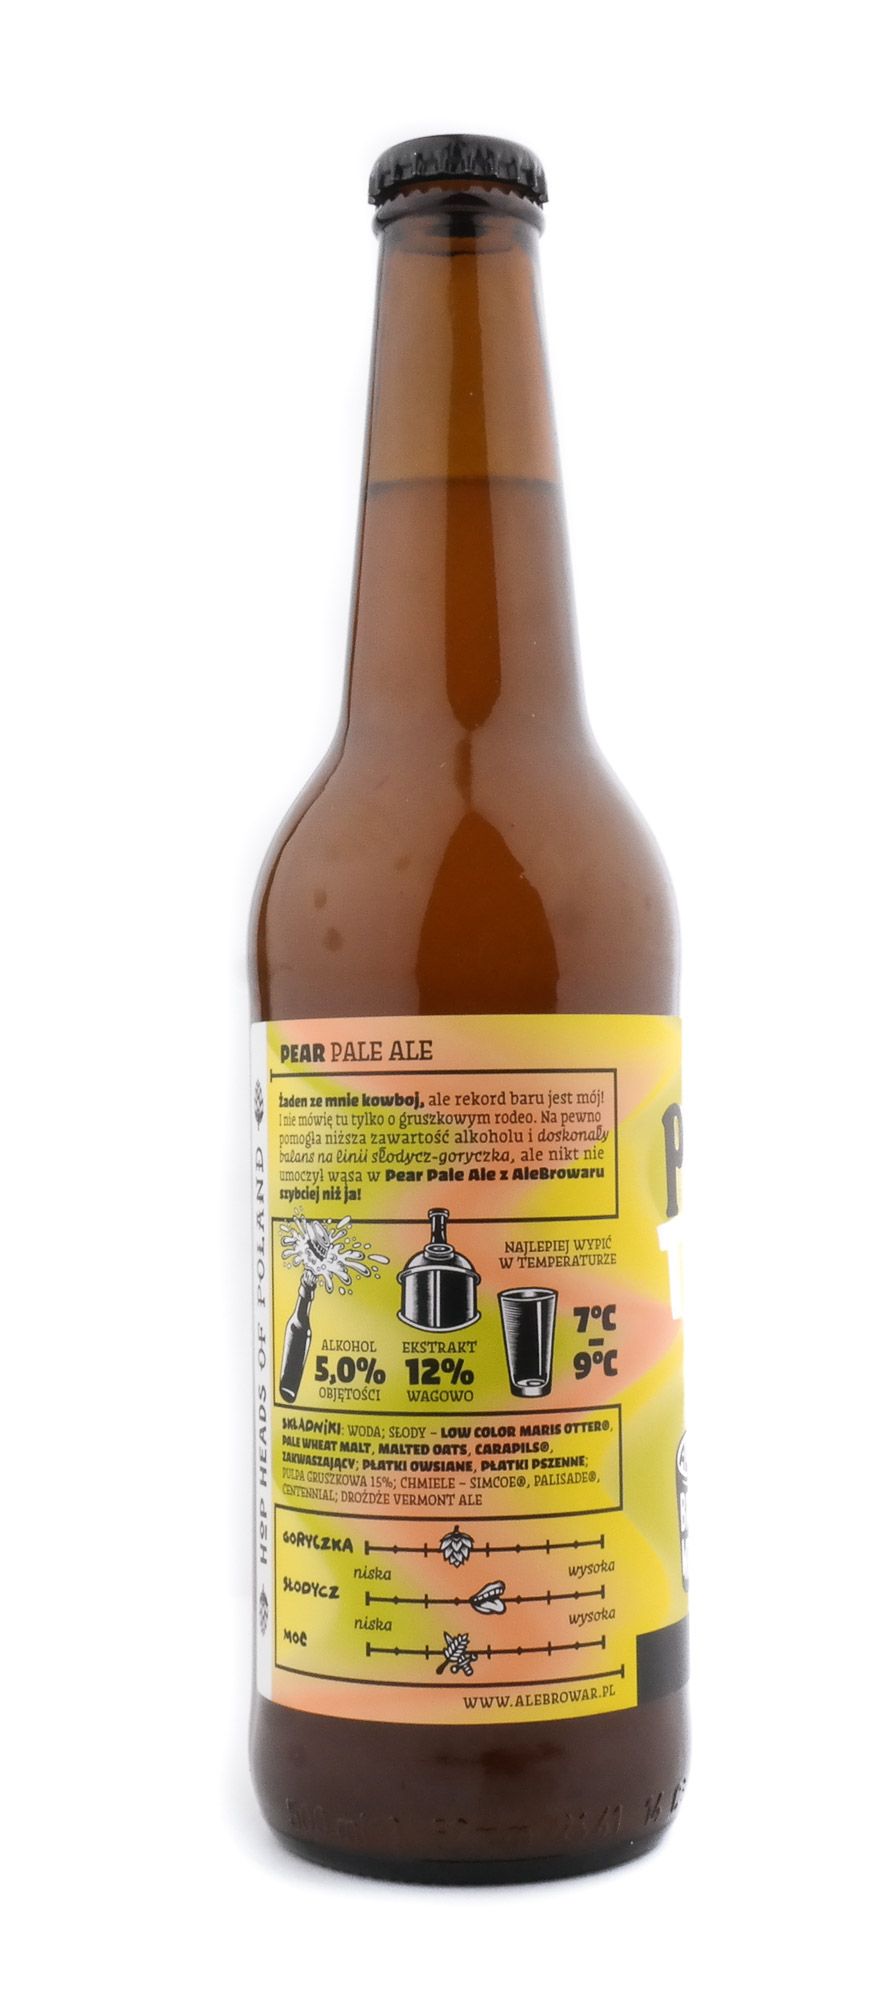 PEAR PALE ALE
Żaden ze mnie kowboj, ale rekord baru jest mój!
I nie mówię tu tylko o gruszkowym rodeo. Na pewno
pomogła niższa zawartość alkoholu i doskonały
balans na linii słodycz-goryczka, ale nikt nie
umoczył wąsa w Pear Pale Ale z AleBrowaru
szybciej niż ja!
NAJLEPIEJ WYPIĆ
W TEMPERATURZE
7°C
–
9°C
ALKOHOL
5,0%
OBJĘTOŚCI
EKSTRAKT
12%
WAGOWO
SKŁADNiKi: WODA; SŁODY – LOW COLOR MARIS OTTER®,
PALE WHEAT MALT, MALTED OATS, CARAPILS®,
ZAKWASZAJĄCY; PŁATKI OWSIANE, PŁATKI PSZENNE;
PULPA GRUSZKOWA 15%; CHMIELE – SIMCOE®, PALISADE®,
CENTENNIAL; DROŻDŻE VERMONT ALE
GORYCZKA
niska wysoka
SŁODYCZ
niska wysoka
MOC
WWW.ALEBROWAR.PL
HOP HEADS OF POLAND